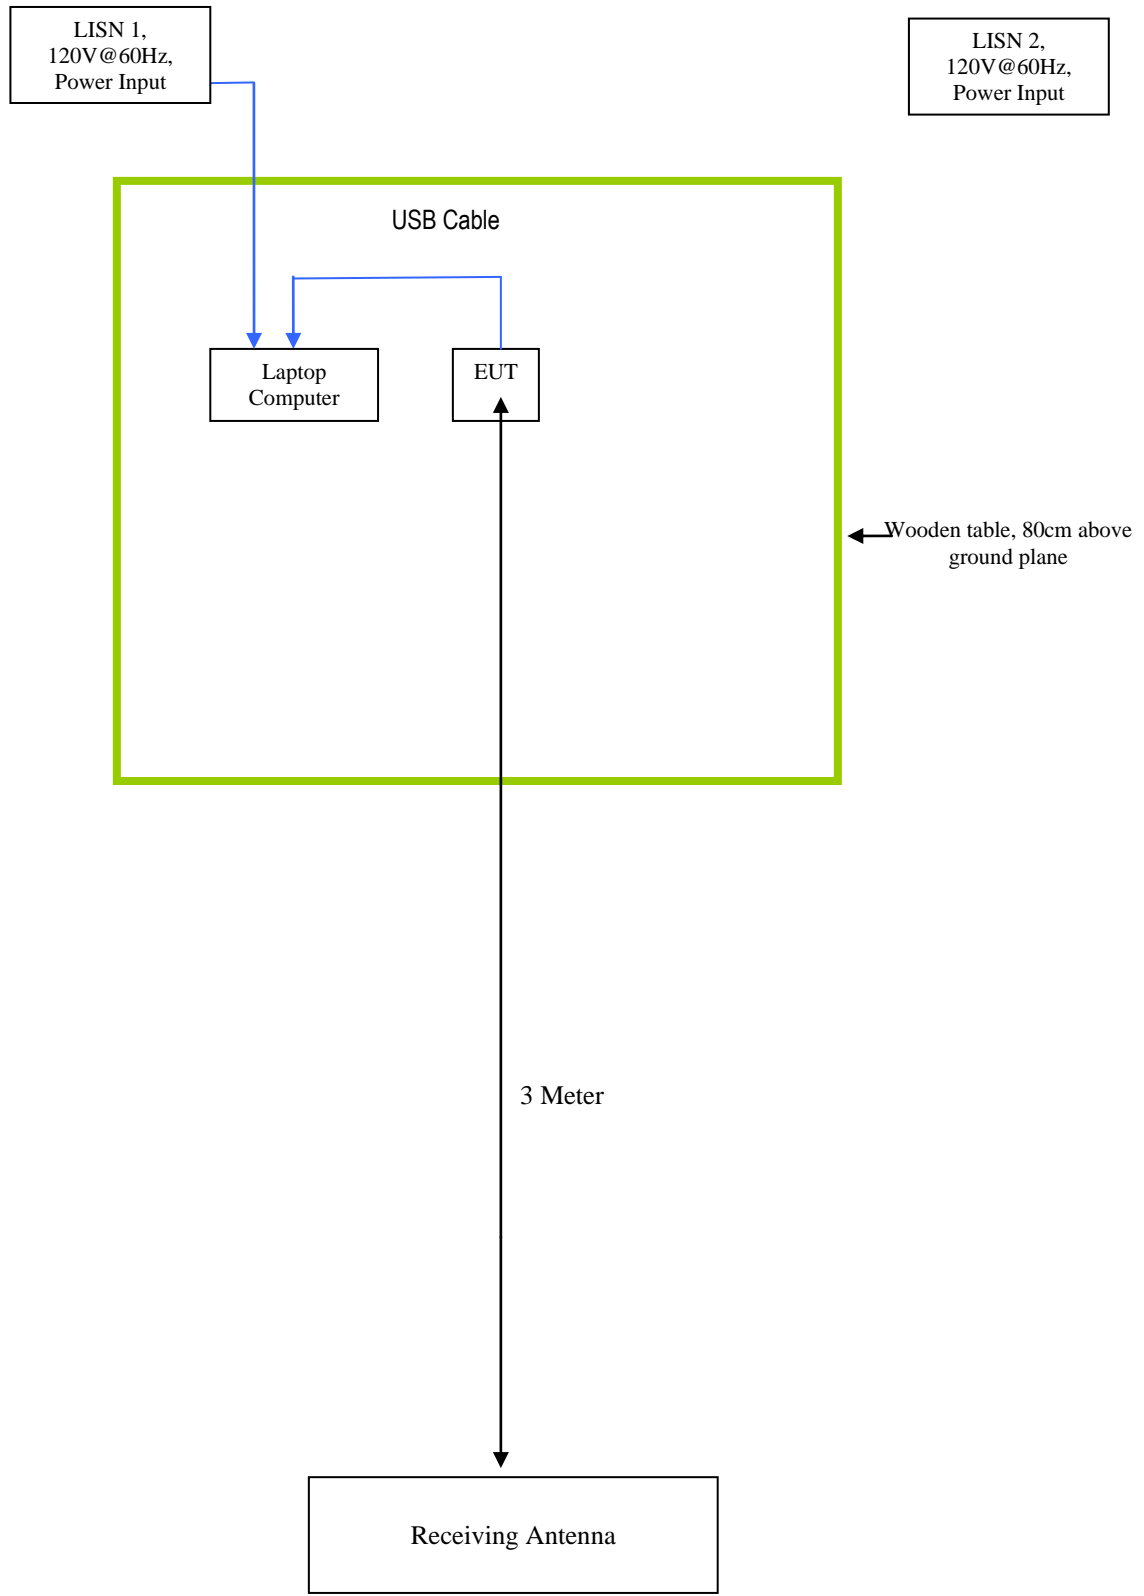 LISN 1,
120V@60Hz,
Power Input
LISN 2,
120V@60Hz,
Power Input
USB Cable
Laptop
Computer
EUT
Wooden table, 80cm above
ground plane
3 Meter
Receiving Antenna